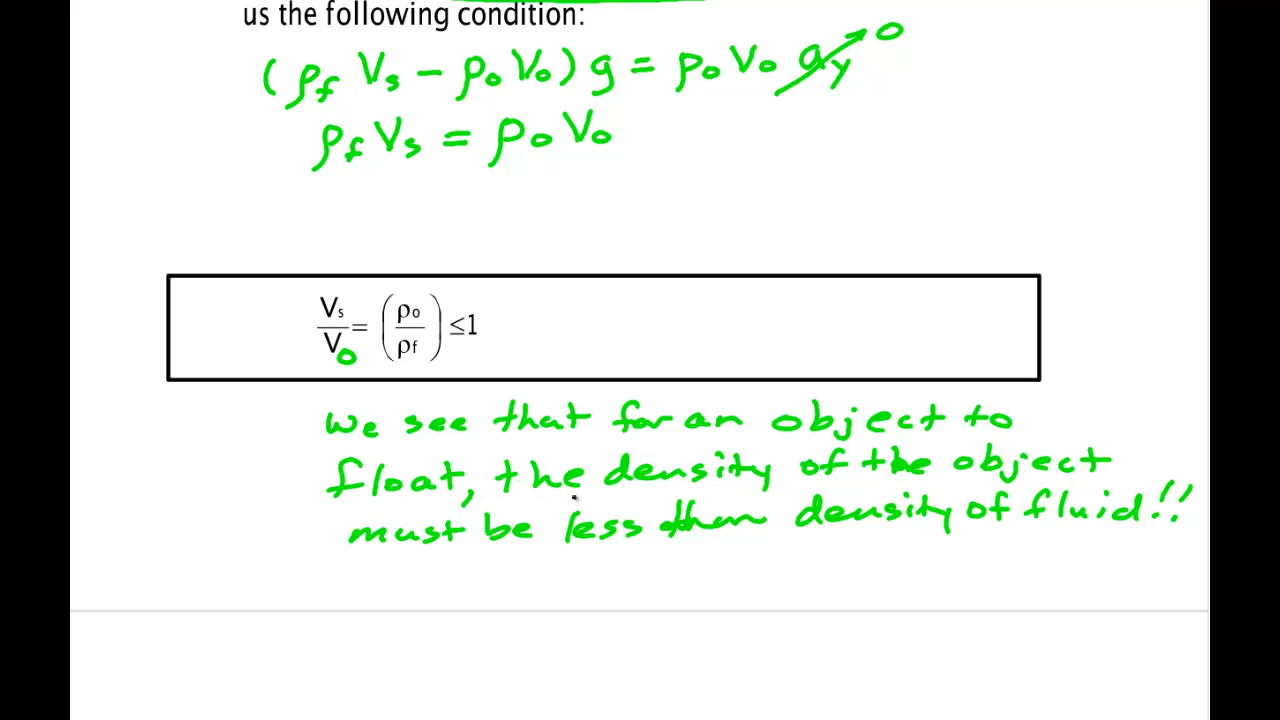 us the following condition:
(ρf Vs − ρo Vo) g = ρo Vo ay → 0
ρf Vs = ρo Vo
Vs/Vo = (ρo/ρf) ≤1
we see that for an object to
float, the density of the object
must be less than density of fluid!!